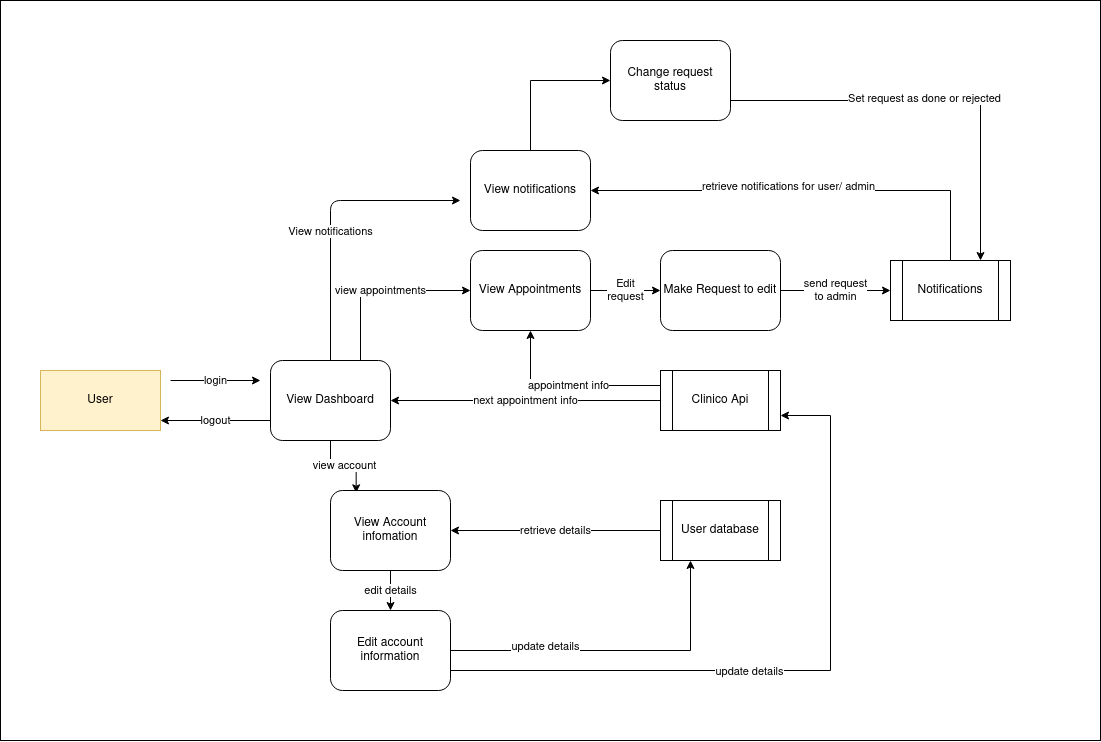 Change request
status
Set request as done or rejected
View notifications
retrieve notifications for user/ admin
View notifications
view appointments
View Appointments
Edit
request
Make Request to edit
send request
to admin
Notifications
login
User
logout
View Dashboard
appointment info
next appointment info
Clinico Api
view account
View Account
infomation
retrieve details
User database
edit details
Edit account
information
update details
update details